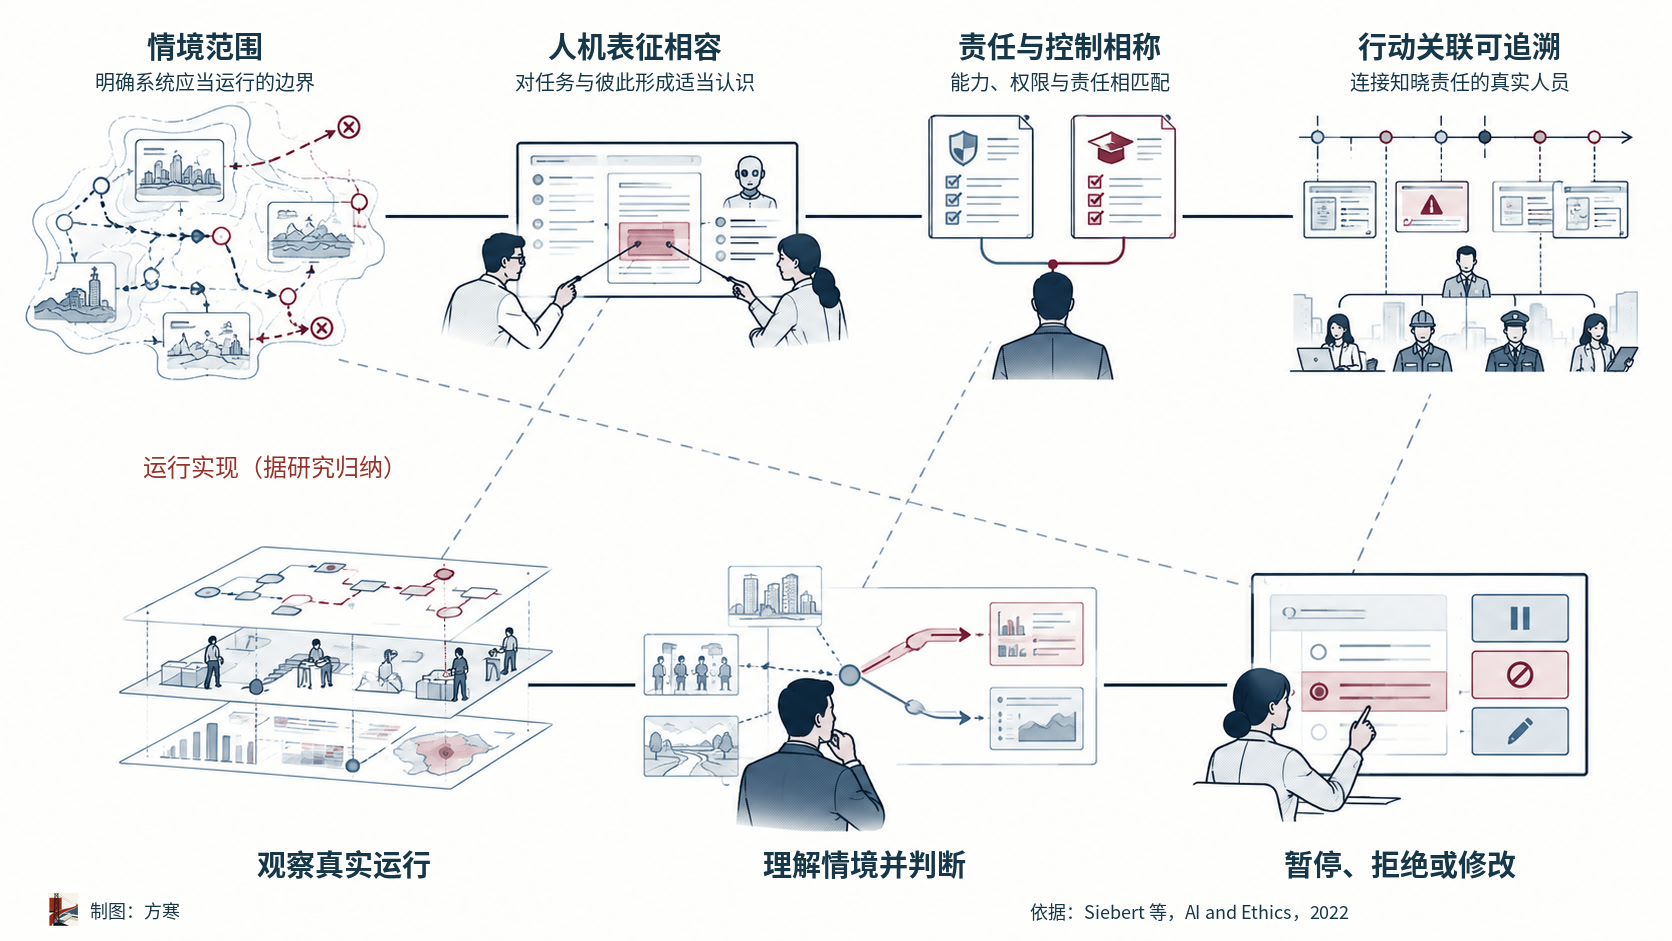 情境范围
明确系统应当运行的边界
人机表征相容
对任务与彼此形成适当认识
责任与控制相称
能力、权限与责任相匹配
行动关联可追溯
连接知晓责任的真实人员
运行实现（据研究归纳）
观察真实运行
理解情境并判断
暂停、拒绝或修改
制图：方寒
依据：Siebert 等，AI and Ethics，2022